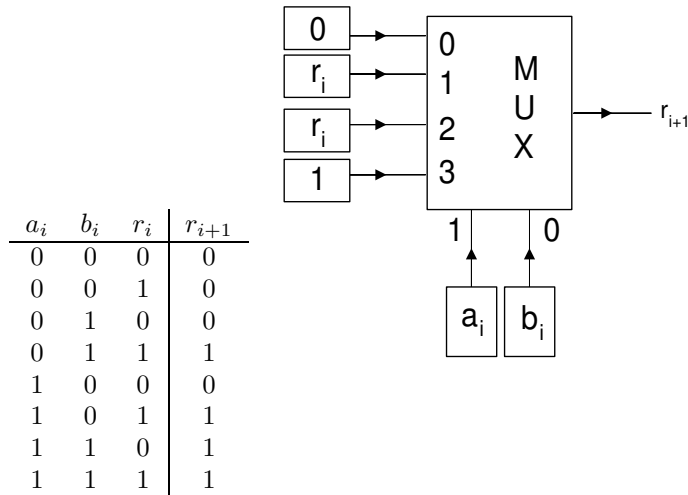 0
r_i
r_i
1
0
1
2
3
M
U
X
r_{i+1}
1 0
a_i b_i
a_i b_i r_i r_{i+1}
0 0 0 0
0 0 1 0
0 1 0 0
0 1 1 1
1 0 0 0
1 0 1 1
1 1 0 1
1 1 1 1